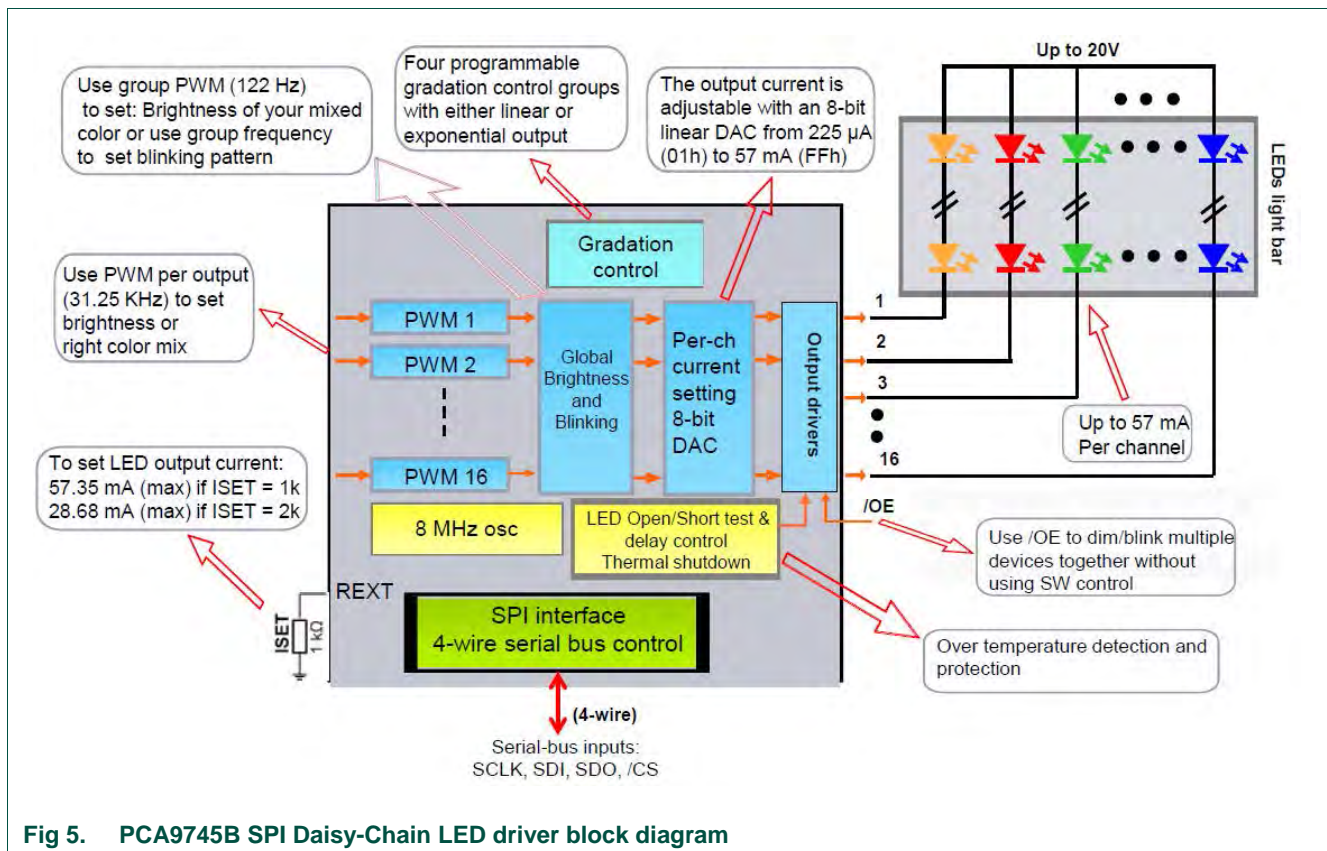 Use group PWM (122 Hz)
to set: Brightness of your mixed
color or use group frequency
to set blinking pattern
Four programmable
gradation control groups
with either linear or
exponential output
The output current is
adjustable with an 8-bit
linear DAC from 225 µA
(01h) to 57 mA (FFh)
Up to 20V
LEDs light bar
Use PWM per output
(31.25 KHz) to set
brightness or
right color mix
Gradation
control
PWM 1
PWM 2
PWM 16
Global
Brightness
and
Blinking
Per-ch
current
setting
8-bit
DAC
Output drivers
1
2
3
16
Up to 57 mA
Per channel
To set LED output current:
57.35 mA (max) if ISET = 1k
28.68 mA (max) if ISET = 2k
8 MHz osc
LED Open/Short test &
delay control
Thermal shutdown
/OE
Use /OE to dim/blink multiple
devices together without
using SW control
REXT
ISET
1 kΩ
SPI interface
4-wire serial bus control
Over temperature detection and
protection
(4-wire)
Serial-bus inputs:
SCLK, SDI, SDO, /CS
Fig 5. PCA9745B SPI Daisy-Chain LED driver block diagram